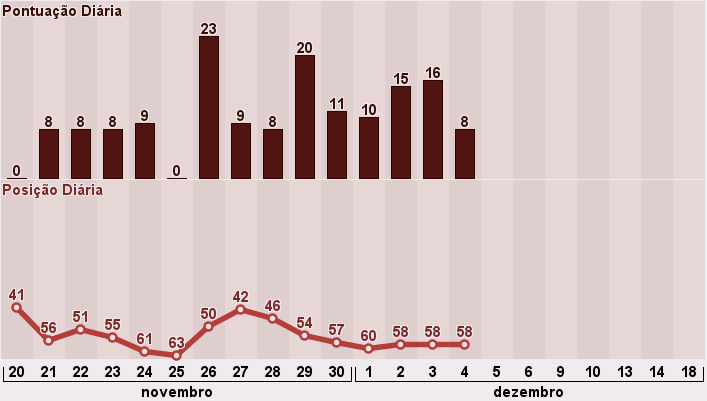 Pontuação Diária
0 8 8 8 9 0 23 9 8 20 11 10 15 16 8
Posição Diária
41 56 51 55 61 63 50 42 46 54 57 60 58 58 58
20 21 22 23 24 25 26 27 28 29 30 1 2 3 4 5 6 9 10 13 14 18
novembro dezembro